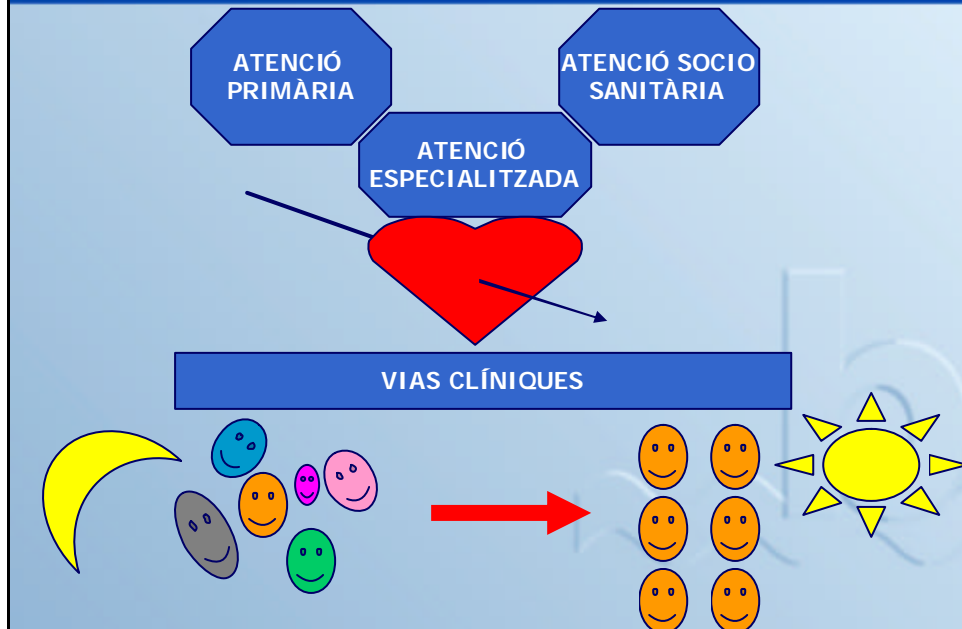 ATENCIÓ
PRIMÀRIA
ATENCIÓ SOCIO
SANITÀRIA
ATENCIÓ
ESPECIALITZADA
VIAS CLÍNIQUES